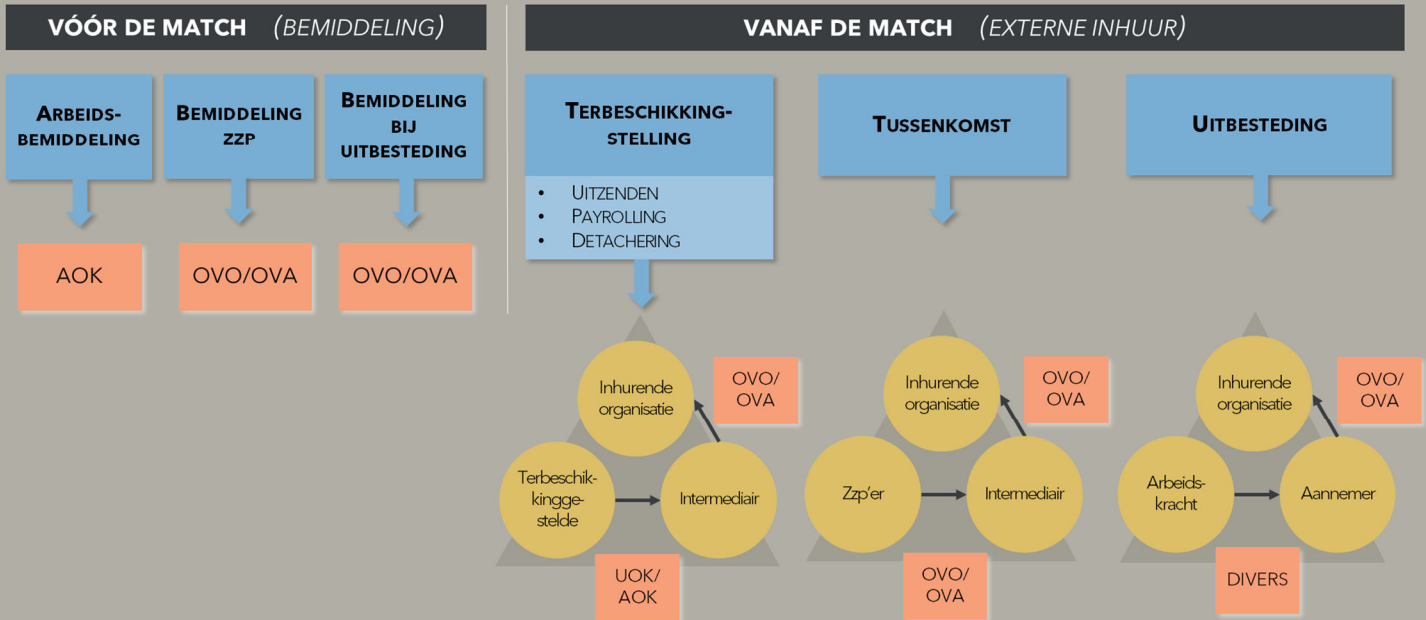 VÓÓR DE MATCH (BEMIDDELING)
VANAF DE MATCH (EXTERNE INHUUR)
ARBEIDS-
BEMIDDELING
BEMIDDELING
ZZP
BEMIDDELING
BIJ
UITBESTEDING
TERBESCHIKKING-
STELLING
• UITZENDEN
• PAYROLLING
• DETACHERING
TUSSENKOMST
UITBESTEDING
AOK
OVO/OVA
OVO/OVA
Inhurende
organisatie
OVO/
OVA
Terbeschik-
kingge-
stelde
Intermediair
UOK/
AOK
Inhurende
organisatie
OVO/
OVA
Zzp'er
Intermediair
OVO/
OVA
Inhurende
organisatie
OVO/
OVA
Arbeids-
kracht
Aannemer
DIVERS